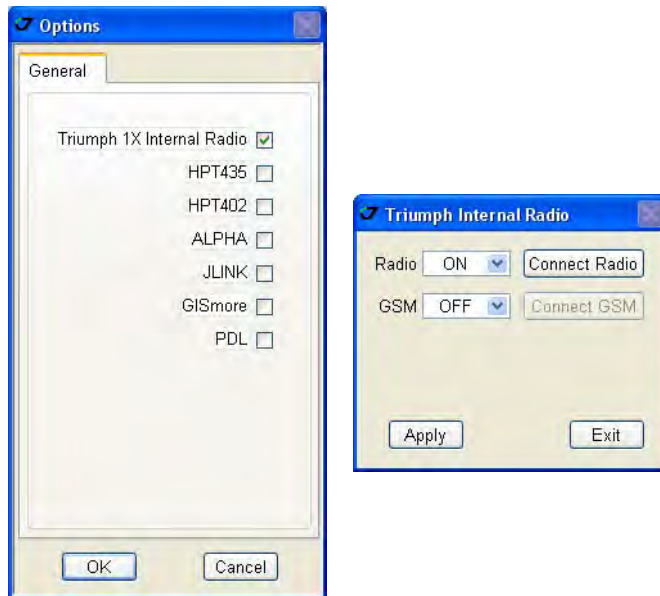 Options
General
Triumph 1X Internal Radio
HPT435
HPT402
ALPHA
JLINK
GISmore
PDL
OK Cancel
Triumph Internal Radio
Radio ON Connect Radio
GSM OFF Connect GSM
Apply Exit